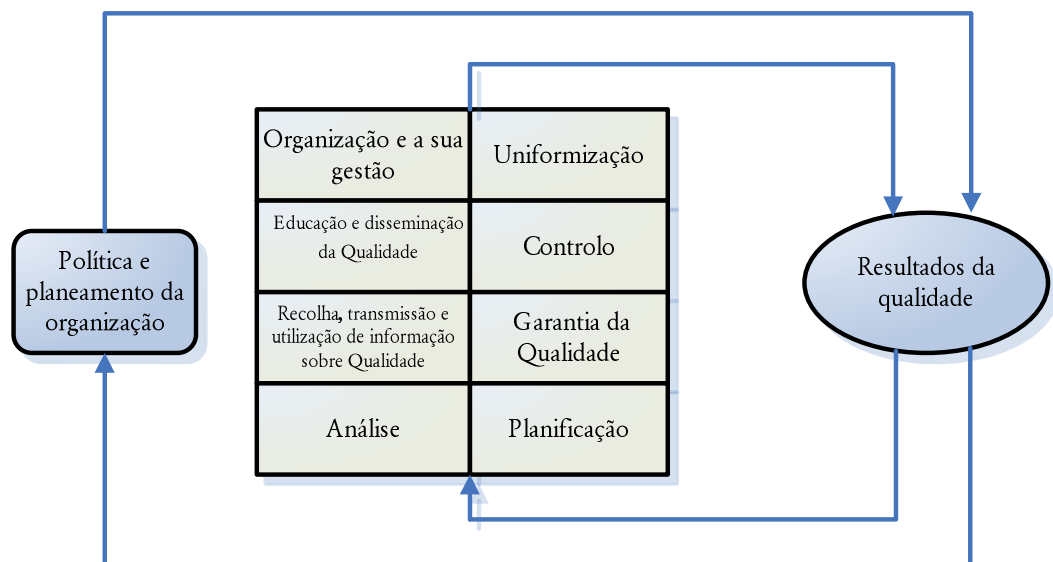 Organização e a sua
gestão
Uniformização
Educação e disseminação
da Qualidade
Controlo
Política e
planeamento da
organização
Recolha, transmissão e
utilização de informação
sobre Qualidade
Garantia da
Qualidade
Análise
Planificação
Resultados da
qualidade